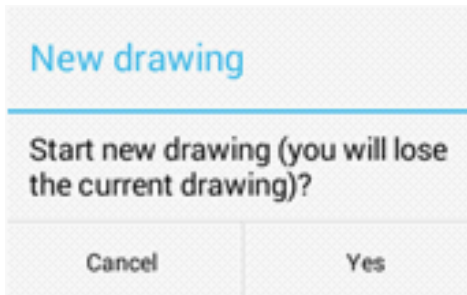 New drawing
Start new drawing (you will lose
the current drawing)?
Cancel
Yes